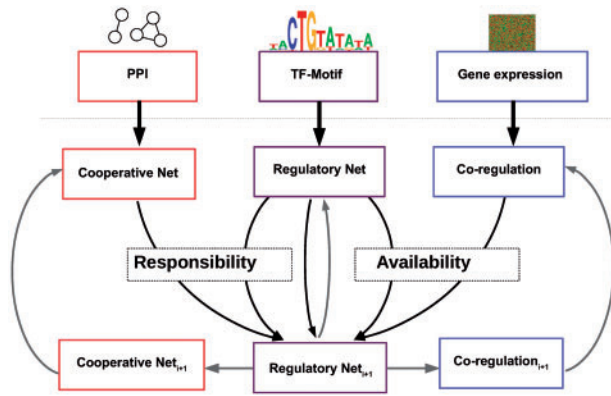 TACTGTATATA
PPI
TF-Motif
Gene expression
Cooperative Net
Regulatory Net
Co-regulation
Responsibility
Availability
Cooperative Net i+1
Regulatory Net i+1
Co-regulation i+1